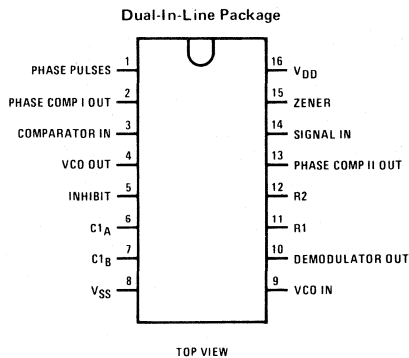 Dual-In-Line Package
PHASE PULSES 1
PHASE COMP I OUT 2
COMPARATOR IN 3
VCO OUT 4
INHIBIT 5
C1A 6
C1B 7
VSS 8
16 VDD
15 ZENER
14 SIGNAL IN
13 PHASE COMP II OUT
12 R2
11 R1
10 DEMODULATOR OUT
9 VCO IN
TOP VIEW